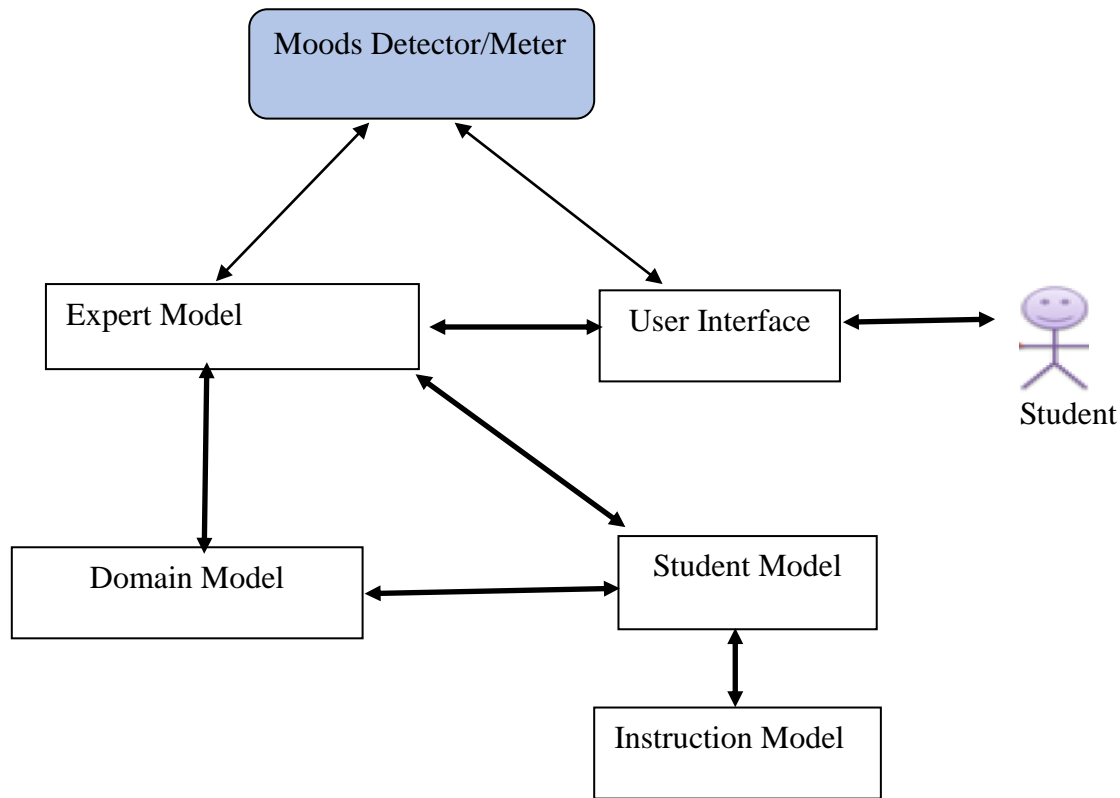 Moods Detector/Meter
Expert Model
User Interface
Student
Domain Model
Student Model
Instruction Model